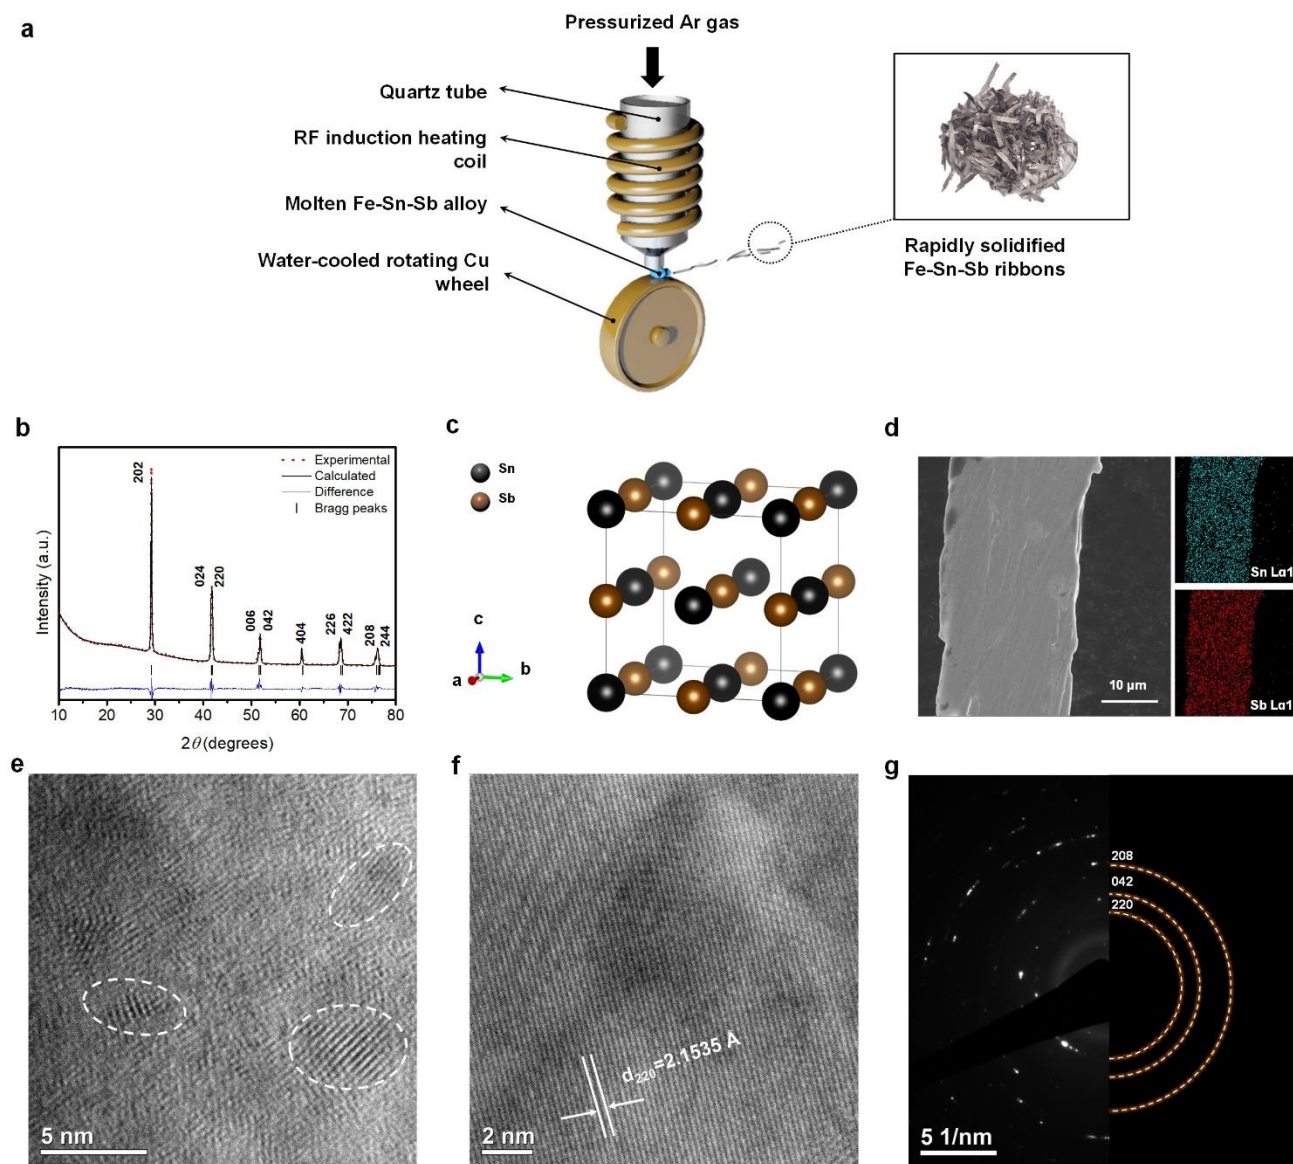 a
Pressurized Ar gas
Quartz tube
RF induction heating
coil
Molten Fe-Sn-Sb alloy
Water-cooled rotating Cu
wheel
Rapidly solidified
Fe-Sn-Sb ribbons
b
Intensity (a.u.)
202
024
220
006
042
404
226
422
208
244
Experimental
Calculated
Difference
Bragg peaks
10 20 30 40 50 60 70 80
2θ (degrees)
c
Sn
Sb
c
a
b
d
10 µm
Sn Lα1
Sb Lα1
e
5 nm
f
d220=2.1535 Å
2 nm
g
208
042
220
5 1/nm